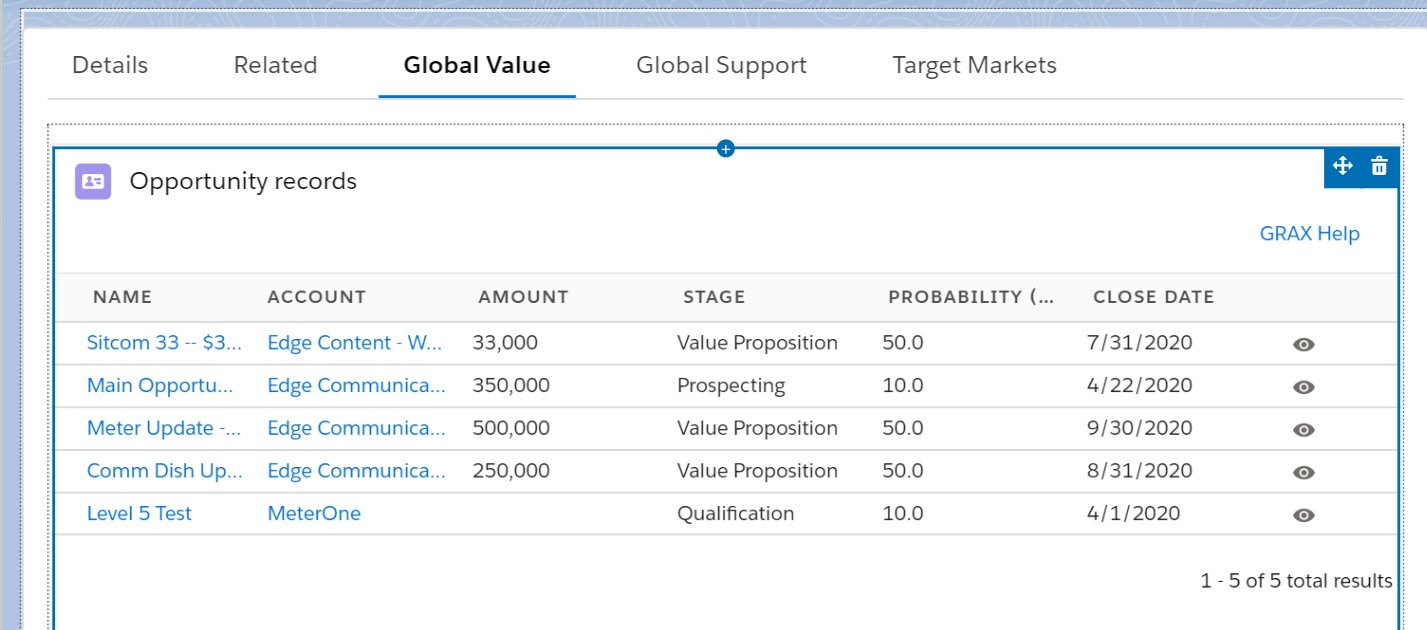 Details Related Global Value Global Support Target Markets
Opportunity records
GRAX Help
NAME ACCOUNT AMOUNT STAGE PROBABILITY (... CLOSE DATE
Sitcom 33 -- $3... Edge Content - W... 33,000 Value Proposition 50.0 7/31/2020
Main Opportu... Edge Communica... 350,000 Prospecting 10.0 4/22/2020
Meter Update -... Edge Communica... 500,000 Value Proposition 50.0 9/30/2020
Comm Dish Up... Edge Communica... 250,000 Value Proposition 50.0 8/31/2020
Level 5 Test MeterOne Qualification 10.0 4/1/2020
1 - 5 of 5 total results